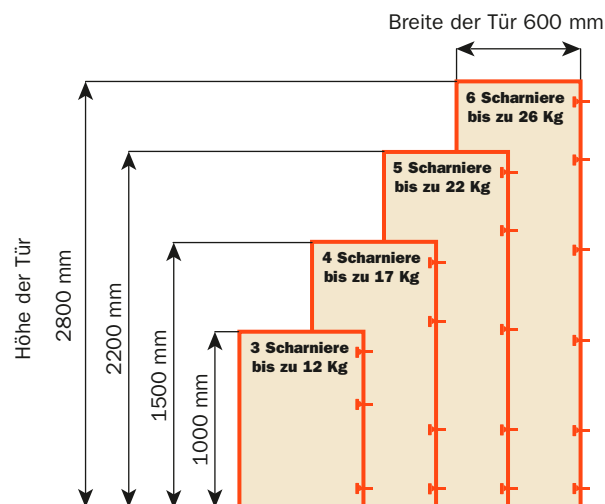 Breite der Tür 600 mm
6 Scharniere
bis zu 26 Kg
5 Scharniere
bis zu 22 Kg
4 Scharniere
bis zu 17 Kg
3 Scharniere
bis zu 12 Kg
Höhe der Tür
2800 mm
2200 mm
1500 mm
1000 mm